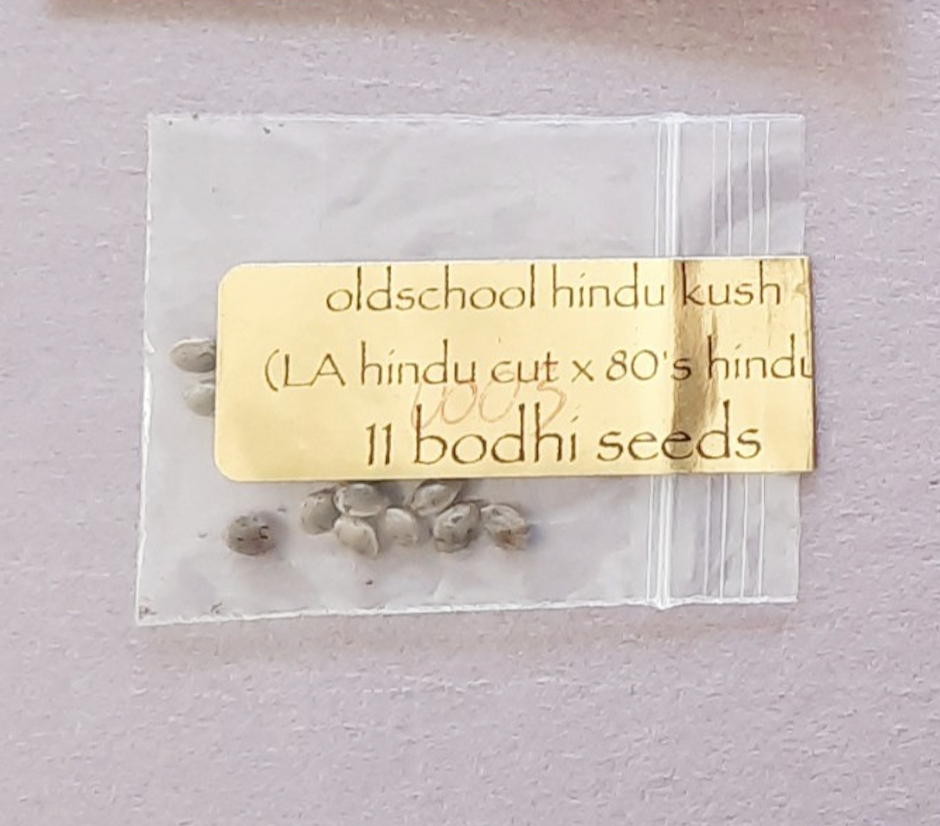 oldschool hindu kush
(LA hindu cut x 80's hindu
11 bodhi seeds